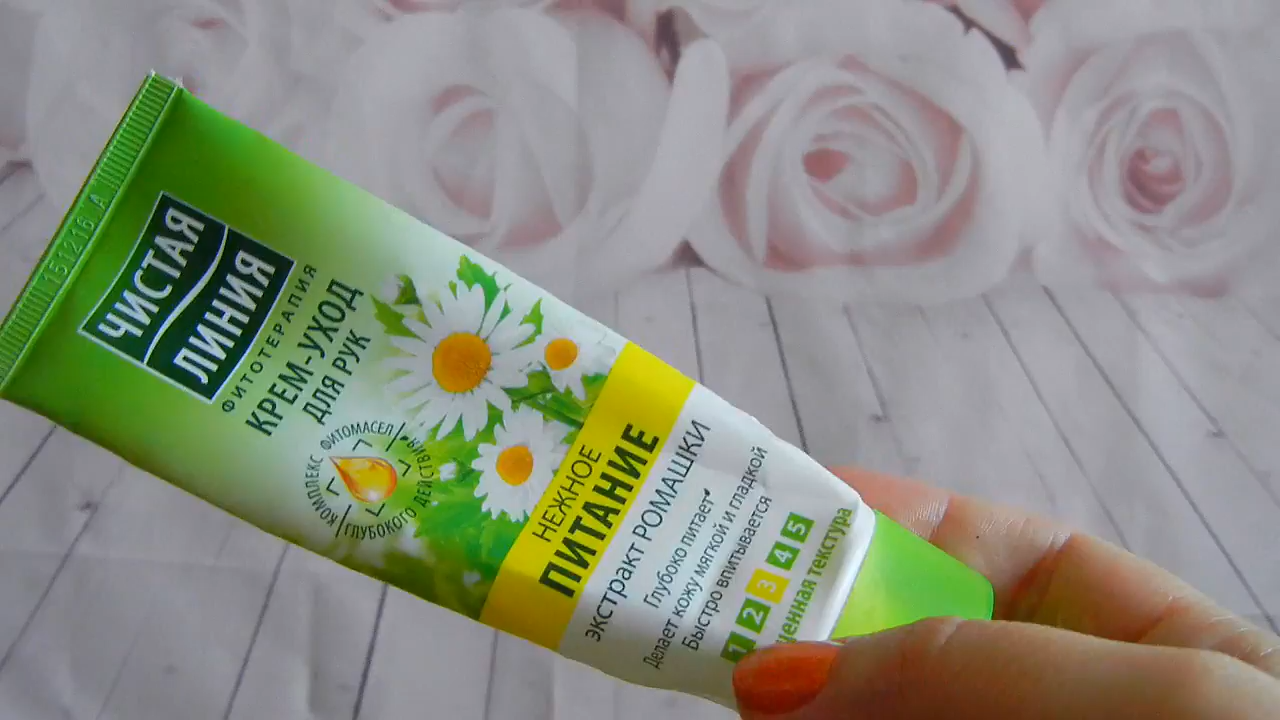 151216 A
ЧИСТАЯ
ЛИНИЯ
ФИТОТЕРАПИЯ
КРЕМ-УХОД
ДЛЯ РУК
КОМПЛЕКС ФИТОМАСЕЛ
ГЛУБОКОГО ДЕЙСТВИЯ
НЕЖНОЕ
ПИТАНИЕ
ЭКСТРАКТ РОМАШКИ
Глубоко питает
Делает кожу мягкой и гладкой
Быстро впитывается
1 2 3 4 5
текстура